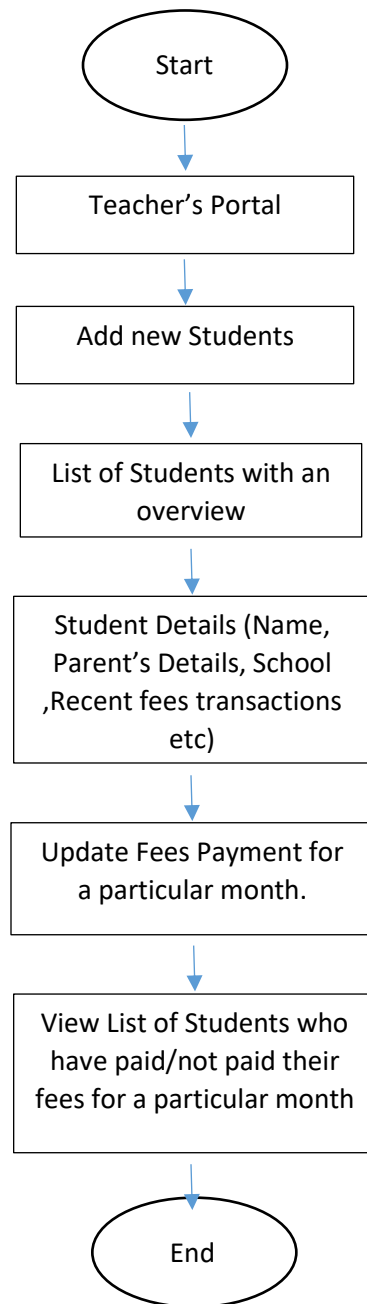 Start
Teacher’s Portal
Add new Students
List of Students with an
overview
Student Details (Name,
Parent’s Details, School
,Recent fees transactions
etc)
Update Fees Payment for
a particular month.
View List of Students who
have paid/not paid their
fees for a particular month
End